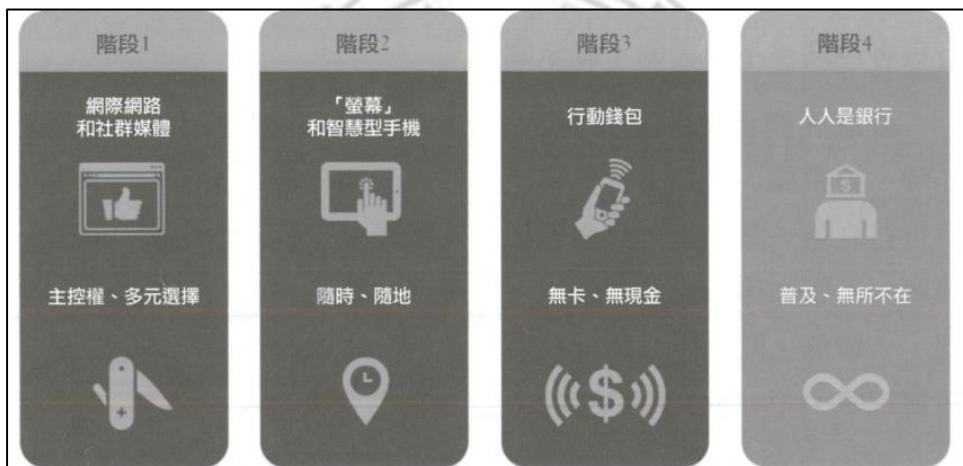 階段1
網際網路
和社群媒體
主控權、多元選擇
階段2
「螢幕」
和智慧型手機
隨時、隨地
階段3
行動錢包
無卡、無現金
$
階段4
人人是銀行
$
普及、無所不在